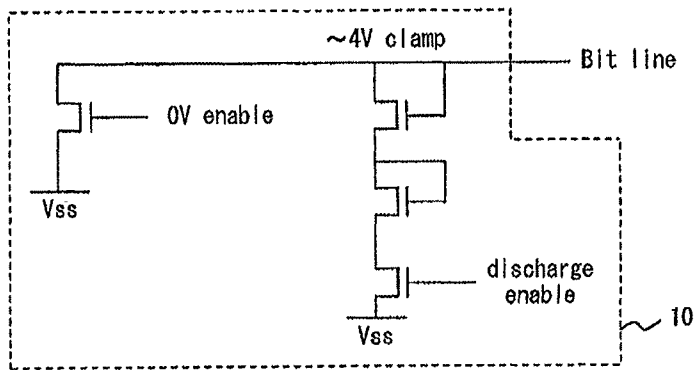 ~4V clamp
Bit line
0V enable
Vss
discharge
enable
Vss
10